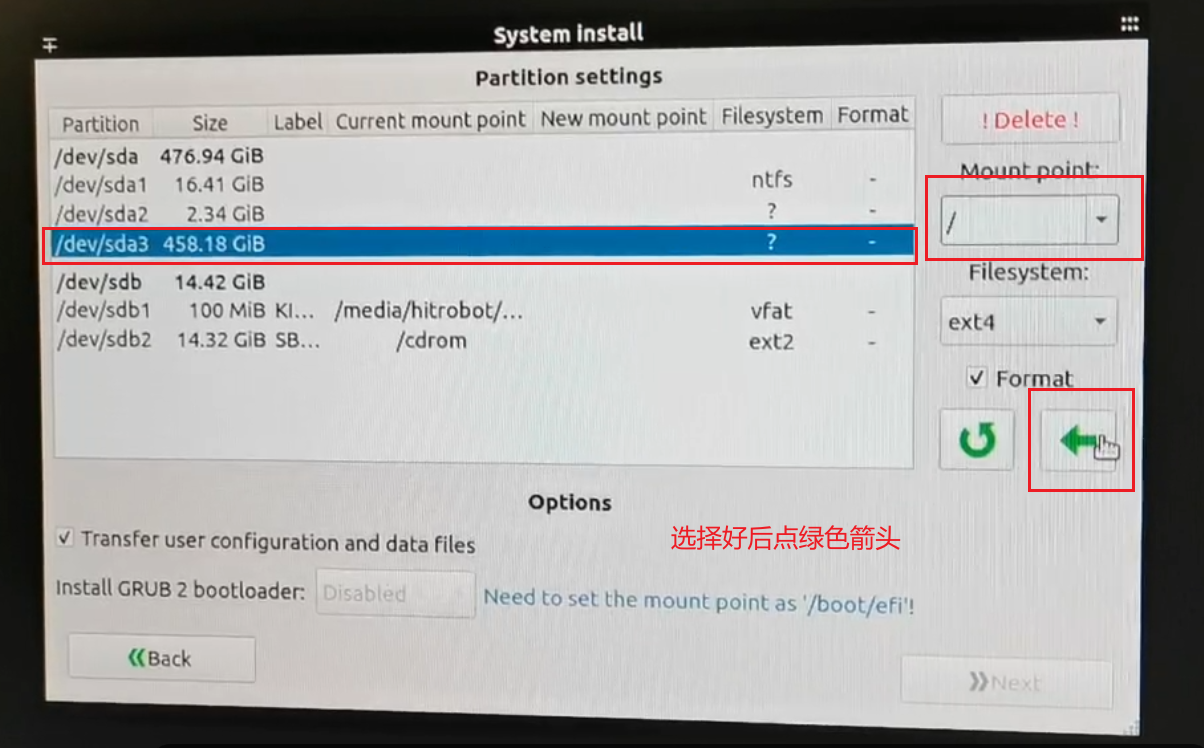 System install
Partition settings
Partition Size Label Current mount point New mount point Filesystem Format
/dev/sda 476.94 GiB
/dev/sda1 16.41 GiB ntfs -
/dev/sda2 2.34 GiB ? -
/dev/sda3 458.18 GiB ? -
/dev/sdb 14.42 GiB
/dev/sdb1 100 MiB KI... /media/hitrobot/... vfat -
/dev/sdb2 14.32 GiB SB... /cdrom ext2 -
! Delete !
Mount point:
/
Filesystem:
ext4
Format
Options
选择好后点绿色箭头
Transfer user configuration and data files
Install GRUB 2 bootloader: Disabled Need to set the mount point as '/boot/efi'!
Back
Next